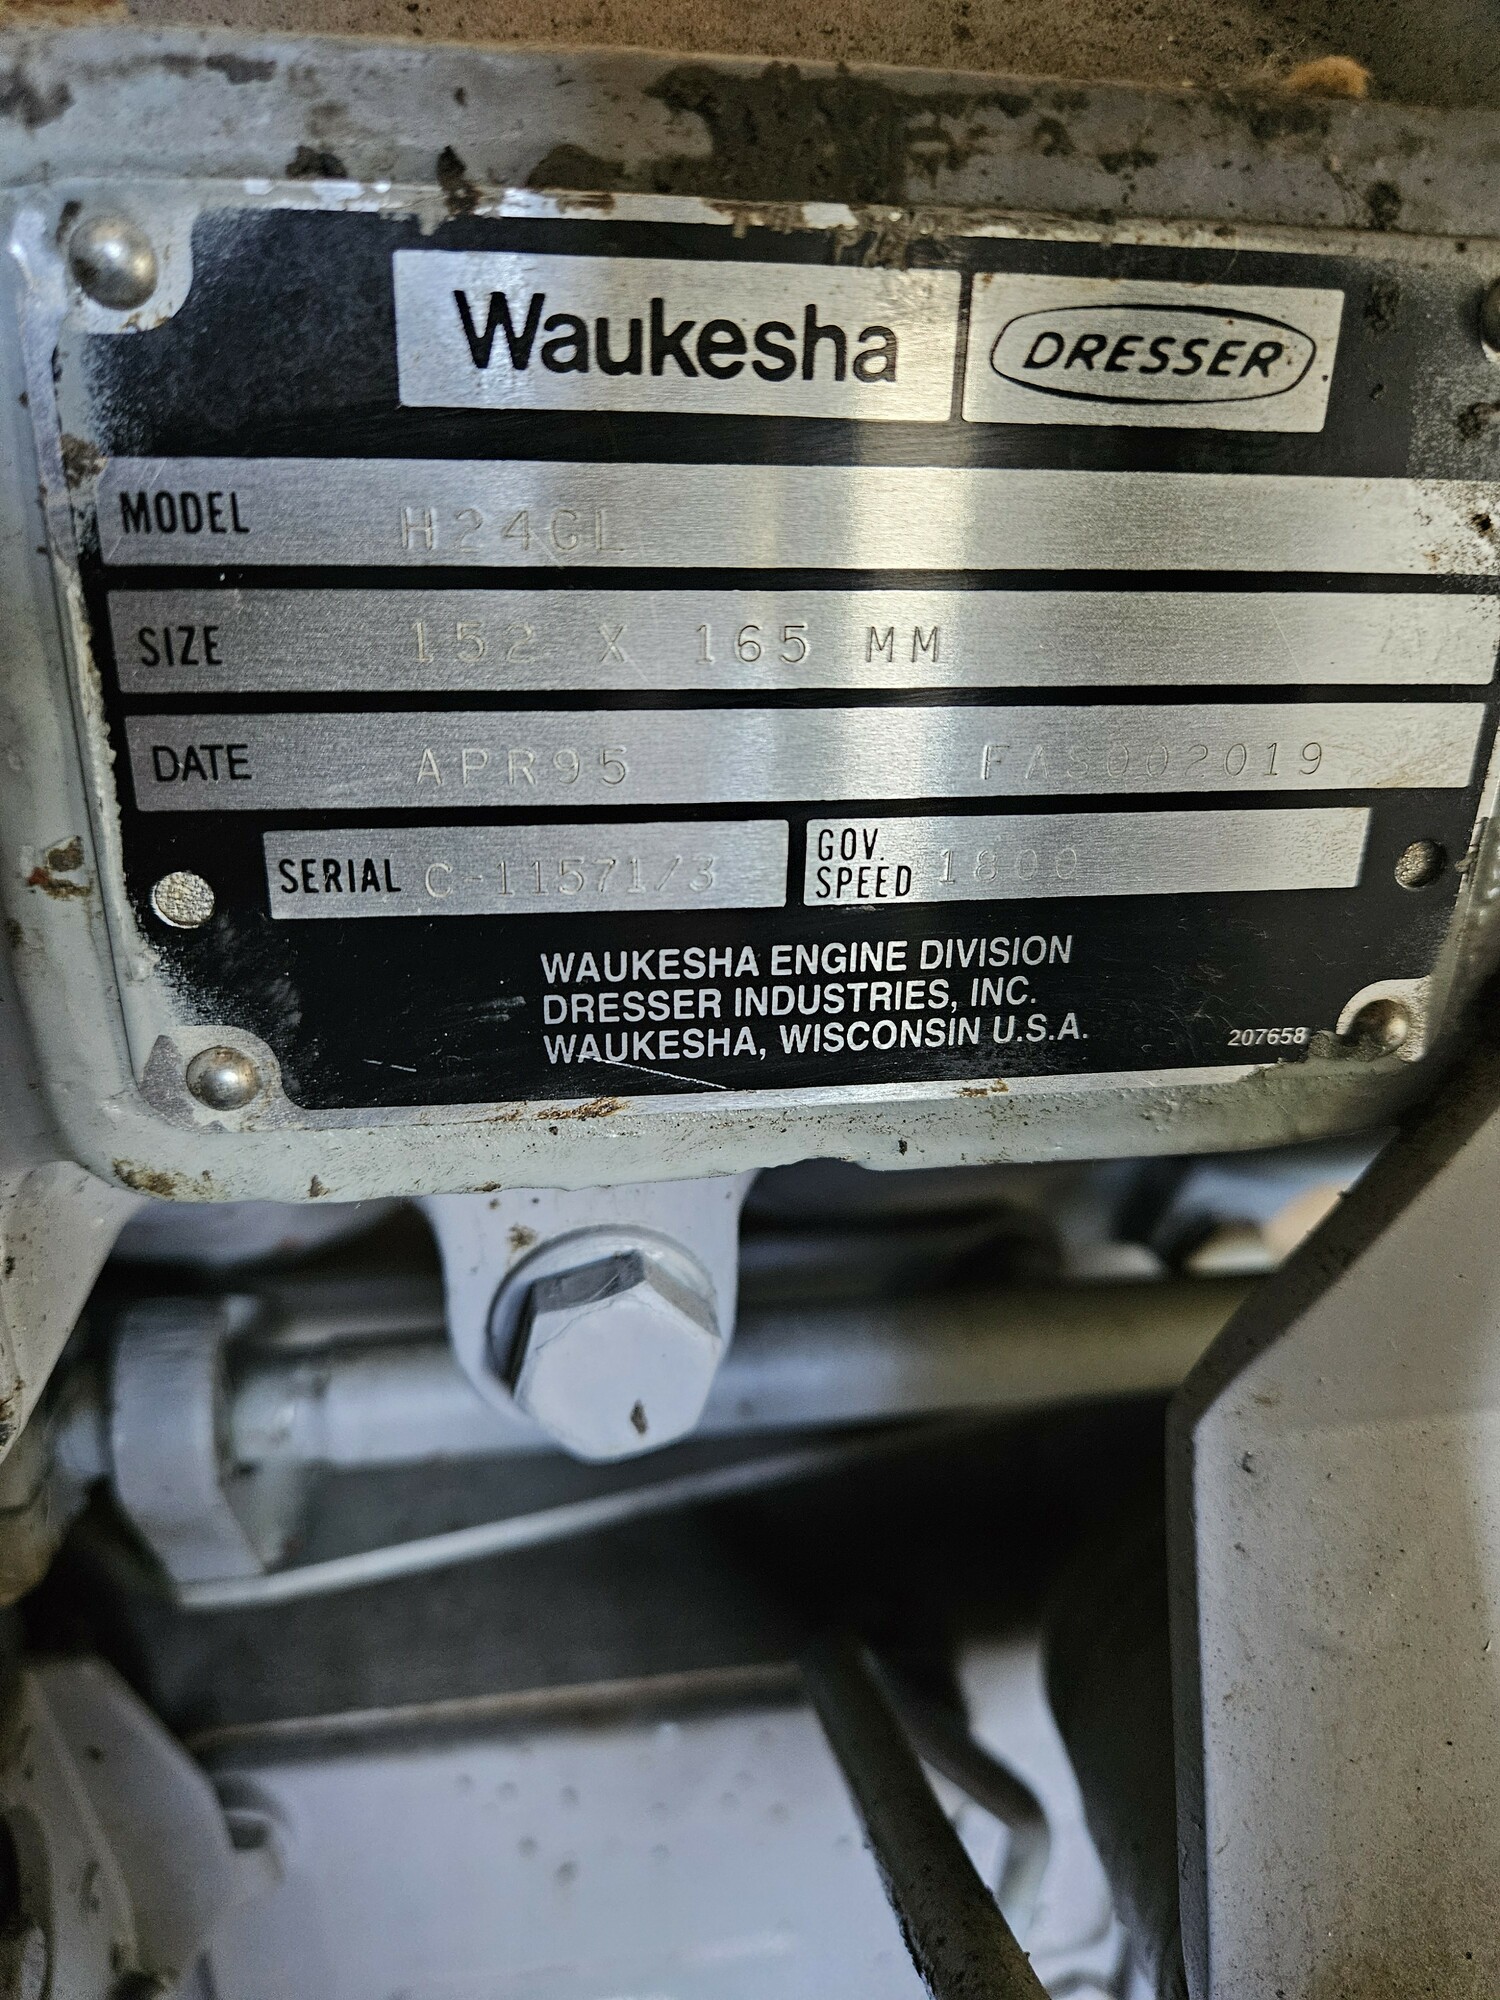 Waukesha DRESSER
MODEL H24GL
SIZE 152 X 165 MM
DATE APR95 FAS002019
SERIAL C-11571/3 GOV. SPEED 1800
WAUKESHA ENGINE DIVISION
DRESSER INDUSTRIES, INC.
WAUKESHA, WISCONSIN U.S.A.
207658